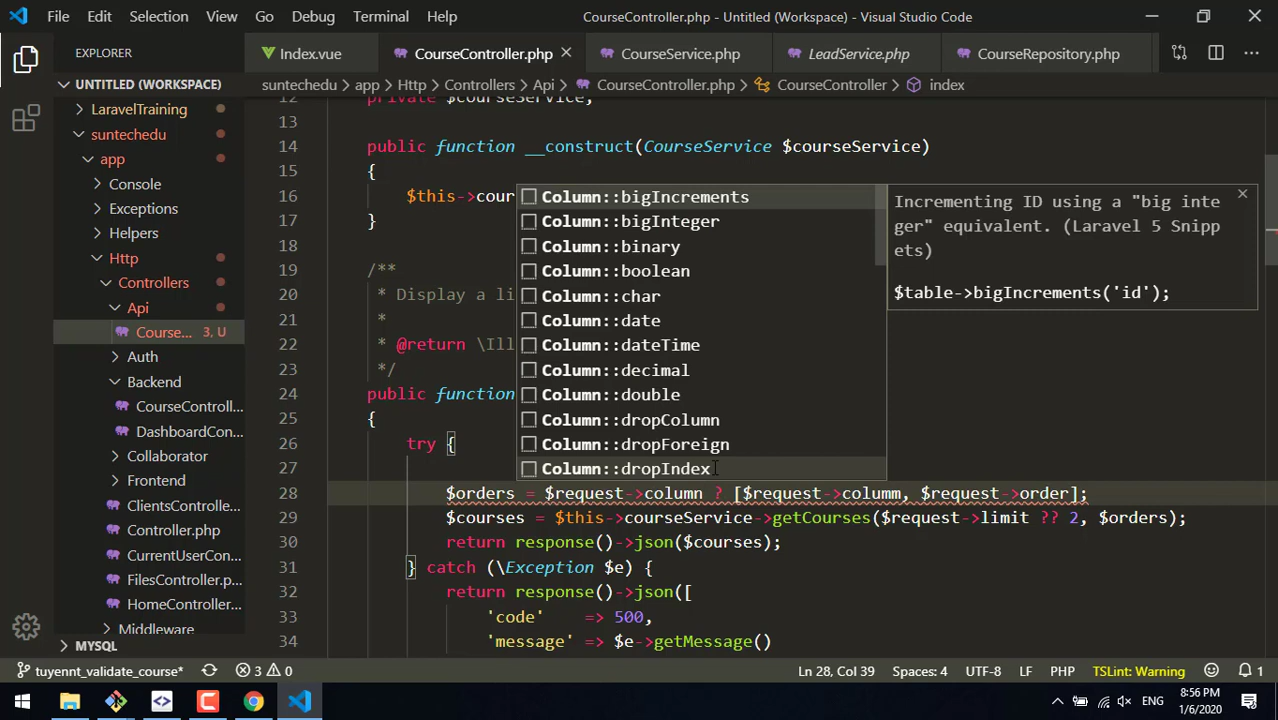 File Edit Selection View Go Debug Terminal Help CourseController.php - Untitled (Workspace) - Visual Studio Code
EXPLORER
Index.vue CourseController.php CourseService.php LeadService.php CourseRepository.php
UNTITLED (WORKSPACE)
suntechedu > app > Http > Controllers > Api > CourseController.php > CourseController > index
LaravelTraining
suntechedu
app
Console
Exceptions
Helpers
Http
Controllers
Api
Course... 3, U
Auth
Backend
CourseControll...
DashboardCon...
Collaborator
Frontend
ClientsControll...
Controller.php
CurrentUserCon...
FilesController.p...
HomeController...
Middleware
MYSQL
12 private $courseService;
13
14 public function __construct(CourseService $courseService)
15 {
16 $this->cour
17 }
18
19 /**
20 * Display a li
21 *
22 * @return \Ill
23 */
24 public function
25 {
26 try {
27
28 $orders = $request->column ? [$request->columm, $request->order];
29 $courses = $this->courseService->getCourses($request->limit ?? 2, $orders);
30 return response()->json($courses);
31 } catch (\Exception $e) {
32 return response()->json([
33 'code' => 500,
34 'message' => $e->getMessage()
Column::bigIncrements
Column::bigInteger
Column::binary
Column::boolean
Column::char
Column::date
Column::dateTime
Column::decimal
Column::double
Column::dropColumn
Column::dropForeign
Column::dropIndex
Incrementing ID using a "big inte
ger" equivalent. (Laravel 5 Snipp
ets)
$table->bigIncrements('id');
tuyennt_validate_course* 3 0 Ln 28, Col 39 Spaces: 4 UTF-8 LF PHP TSLint: Warning 1
ENG 8:56 PM
1/6/2020